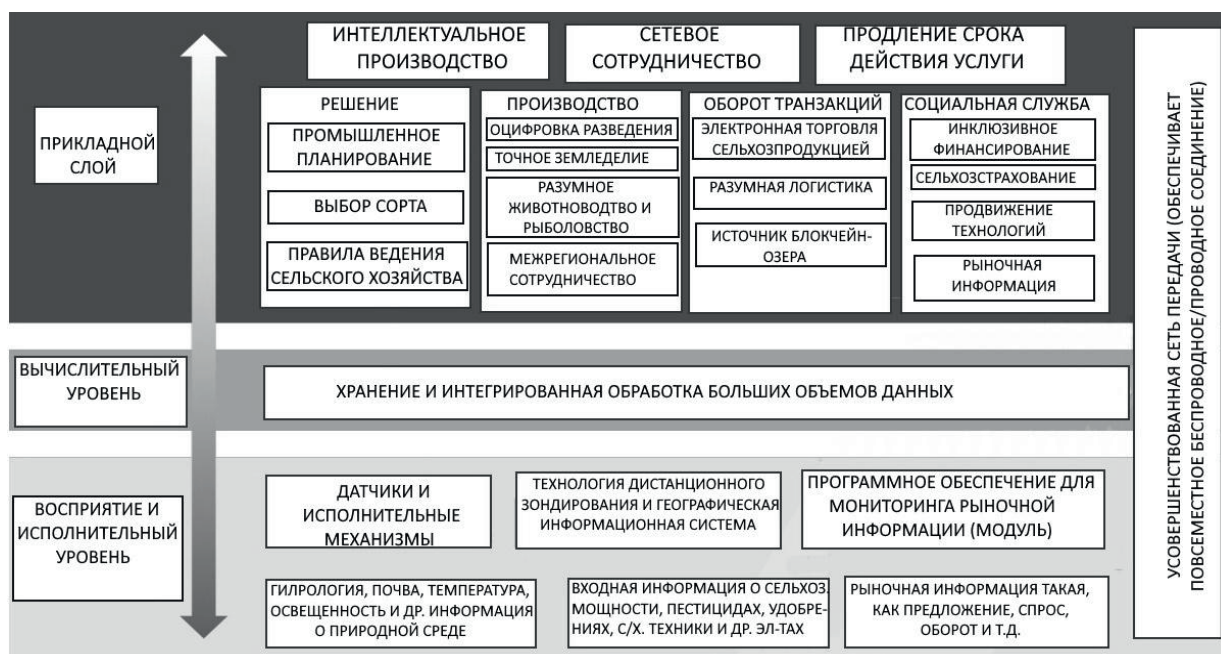 ИНТЕЛЛЕКТУАЛЬНОЕ
ПРОИЗВОДСТВО
СЕТЕВОЕ
СОТРУДНИЧЕСТВО
ПРОДЛЕНИЕ СРОКА
ДЕЙСТВИЯ УСЛУГИ
ПРИКЛАДНОЙ
СЛОЙ
РЕШЕНИЕ
ПРОМЫШЛЕННОЕ
ПЛАНИРОВАНИЕ
ВЫБОР СОРТА
ПРАВИЛА ВЕДЕНИЯ
СЕЛЬСКОГО ХОЗЯЙСТВА
ПРОИЗВОДСТВО
ОЦИФРОВКА РАЗВЕДЕНИЯ
ТОЧНОЕ ЗЕМЛЕДЕЛИЕ
РАЗУМНОЕ
ЖИВОТНОВОДТВО И
РЫБОЛОВСТВО
МЕЖРЕГИОНАЛЬНОЕ
СОТРУДНИЧЕСТВО
ОБОРОТ ТРАНЗАКЦИЙ
ЭЛЕКТРОННАЯ ТОРГОВЛЯ
СЕЛЬХОЗПРОДУКЦИЕЙ
РАЗУМНАЯ ЛОГИСТИКА
ИСТОЧНИК БЛОКЧЕЙН-
ОЗЕРА
СОЦИАЛЬНАЯ СЛУЖБА
ИНКЛЮЗИВНОЕ
ФИНАНСИРОВАНИЕ
СЕЛЬХОЗСТРАХОВАНИЕ
ПРОДВИЖЕНИЕ
ТЕХНОЛОГИЙ
РЫНОЧНАЯ
ИНФОРМАЦИЯ
ВЫЧИСЛИТЕЛЬНЫЙ
УРОВЕНЬ
ХРАНЕНИЕ И ИНТЕГРИРОВАННАЯ ОБРАБОТКА БОЛЬШИХ ОБЪЕМОВ ДАННЫХ
ВОСПРИЯТИЕ И
ИСПОЛНИТЕЛЬНЫЙ
УРОВЕНЬ
ДАТЧИКИ И
ИСПОЛНИТЕЛЬНЫЕ
МЕХАНИЗМЫ
ТЕХНОЛОГИЯ ДИСТАНЦИОННОГО
ЗОНДИРОВАНИЯ И ГЕОГРАФИЧЕСКАЯ
ИНФОРМАЦИОННАЯ СИСТЕМА
ПРОГРАММНОЕ ОБЕСПЕЧЕНИЕ ДЛЯ
МОНИТОРИНГА РЫНОЧНОЙ
ИНФОРМАЦИИ (МОДУЛЬ)
ГИЛРОЛОГИЯ, ПОЧВА, ТЕМПЕРАТУРА,
ОСВЕЩЕННОСТЬ И ДР. ИНФОРМАЦИЯ
О ПРИРОДНОЙ СРЕДЕ
ВХОДНАЯ ИНФОРМАЦИЯ О СЕЛЬХОЗ.
МОЩНОСТИ, ПЕСТИЦИДАХ, УДОБРЕ-
НИЯХ, С/Х. ТЕХНИКИ И ДР. ЭЛ-ТАХ
РЫНОЧНАЯ ИНФОРМАЦИЯ ТАКАЯ,
КАК ПРЕДЛОЖЕНИЕ, СПРОС,
ОБОРОТ И Т.Д.
УСОВЕРШЕНСТВОВАННАЯ СЕТЬ ПЕРЕДАЧИ (ОБЕСПЕЧИВАЕТ
ПОВСЕМЕСТНОЕ БЕСПРОВОДНОЕ/ПРОВОДНОЕ СОЕДИНЕНИЕ)